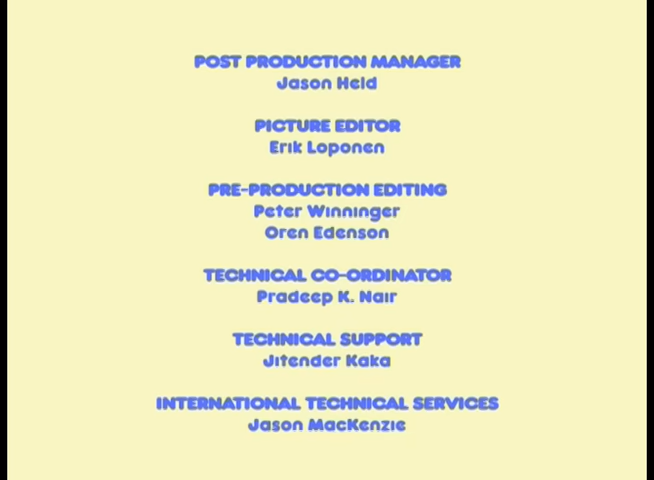 POST PRODUCTION MANAGER
Jason Held
PICTURE EDITOR
Erik Loponen
PRE-PRODUCTION EDITING
Peter Winninger
Oren Edenson
TECHNICAL CO-ORDINATOR
Pradeep K. Nair
TECHNICAL SUPPORT
Jitender Kaka
INTERNATIONAL TECHNICAL SERVICES
Jason MacKenzie